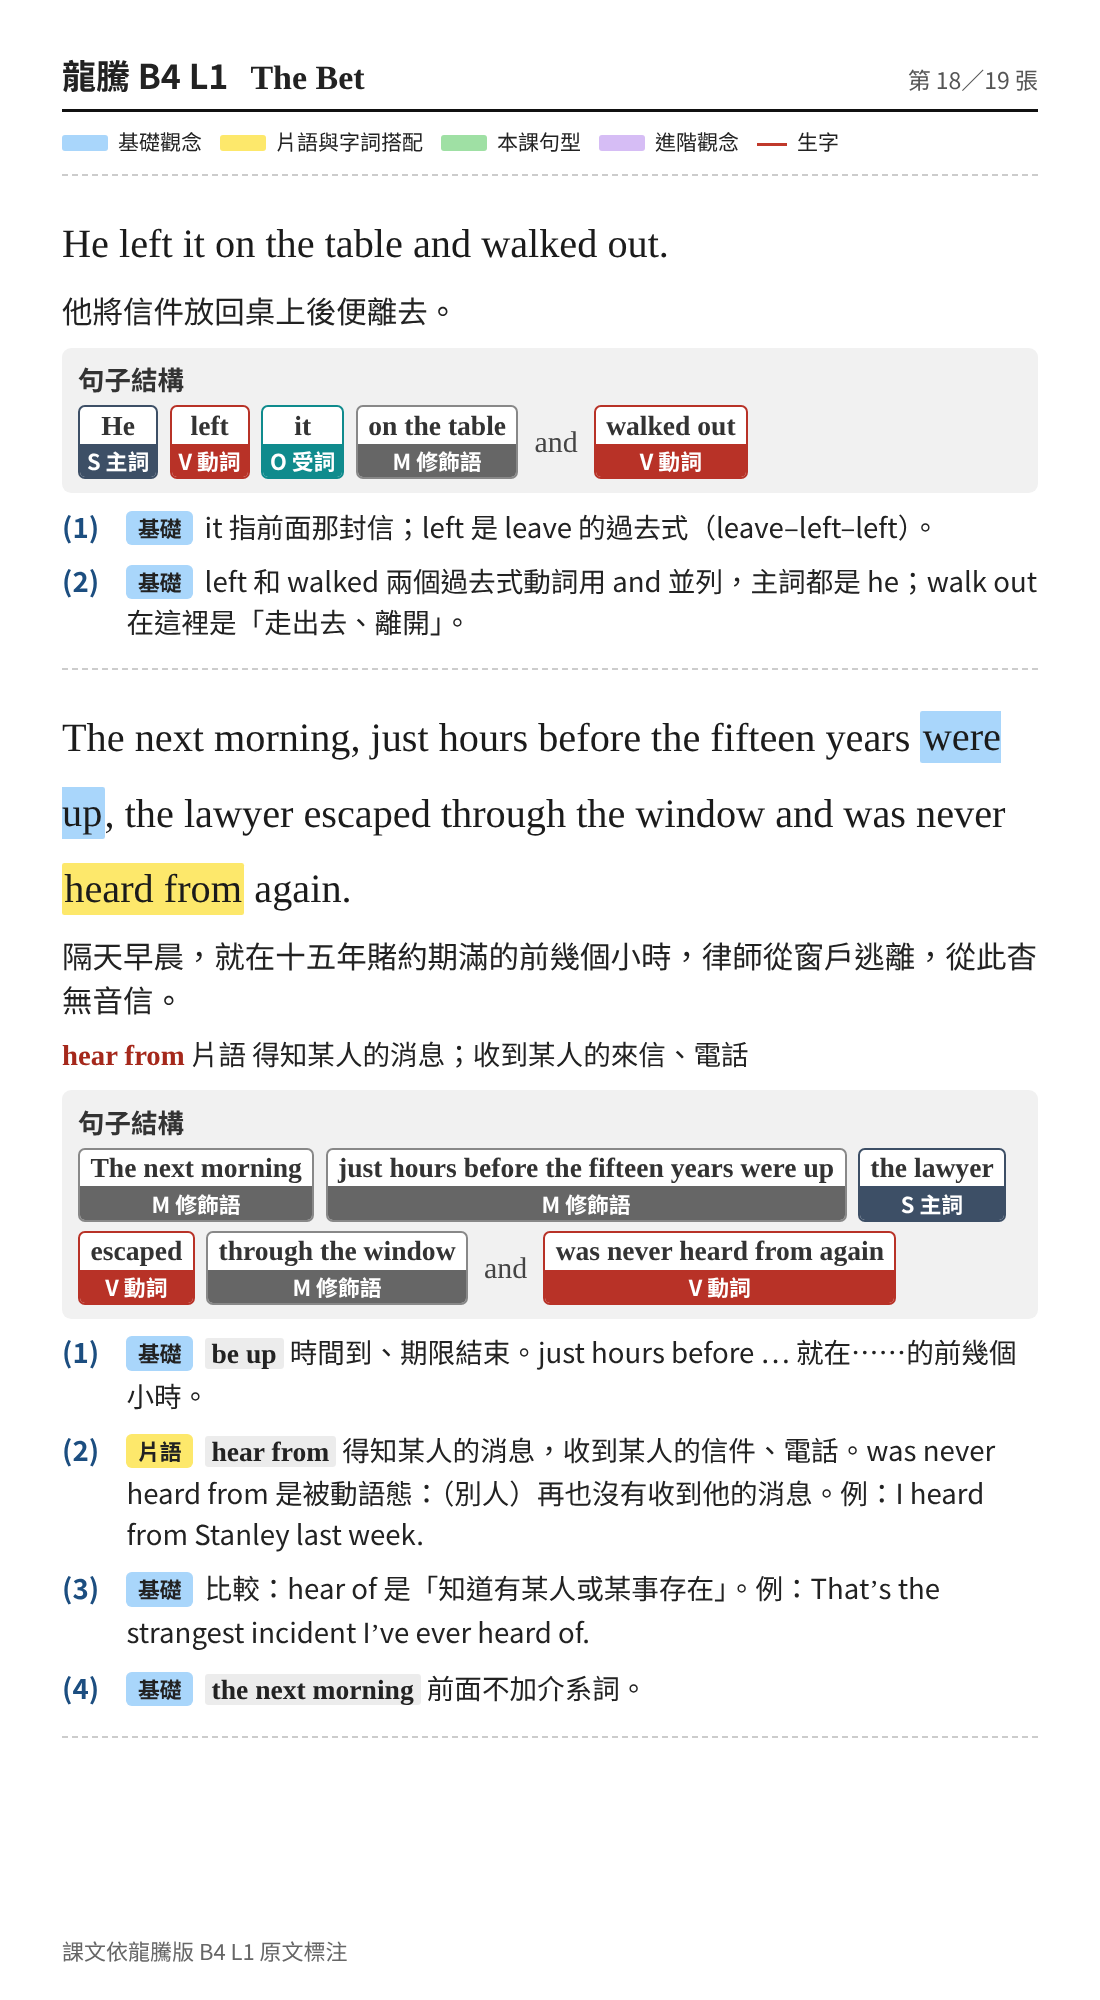 龍騰 B4 L1 The Bet
第 18／19 張
基礎觀念 片語與字詞搭配 本課句型 進階觀念 生字
He left it on the table and walked out.
他將信件放回桌上後便離去。
句子結構
He left it on the table and walked out
S 主詞 V 動詞 O 受詞 M 修飾語 V 動詞
(1) 基礎 it 指前面那封信；left 是 leave 的過去式（leave–left–left）。
(2) 基礎 left 和 walked 兩個過去式動詞用 and 並列，主詞都是 he；walk out
在這裡是「走出去、離開」。
The next morning, just hours before the fifteen years were
up, the lawyer escaped through the window and was never
heard from again.
隔天早晨，就在十五年賭約期滿的前幾個小時，律師從窗戶逃離，從此杳
無音信。
hear from 片語 得知某人的消息；收到某人的來信、電話
句子結構
The next morning just hours before the fifteen years were up the lawyer
M 修飾語 M 修飾語 S 主詞
escaped through the window and was never heard from again
V 動詞 M 修飾語 V 動詞
(1) 基礎 be up 時間到、期限結束。just hours before … 就在⋯⋯的前幾個
小時。
(2) 片語 hear from 得知某人的消息，收到某人的信件、電話。was never
heard from 是被動語態：（別人）再也沒有收到他的消息。例：I heard
from Stanley last week.
(3) 基礎 比較：hear of 是「知道有某人或某事存在」。例：That’s the
strangest incident I’ve ever heard of.
(4) 基礎 the next morning 前面不加介系詞。
課文依龍騰版 B4 L1 原文標注